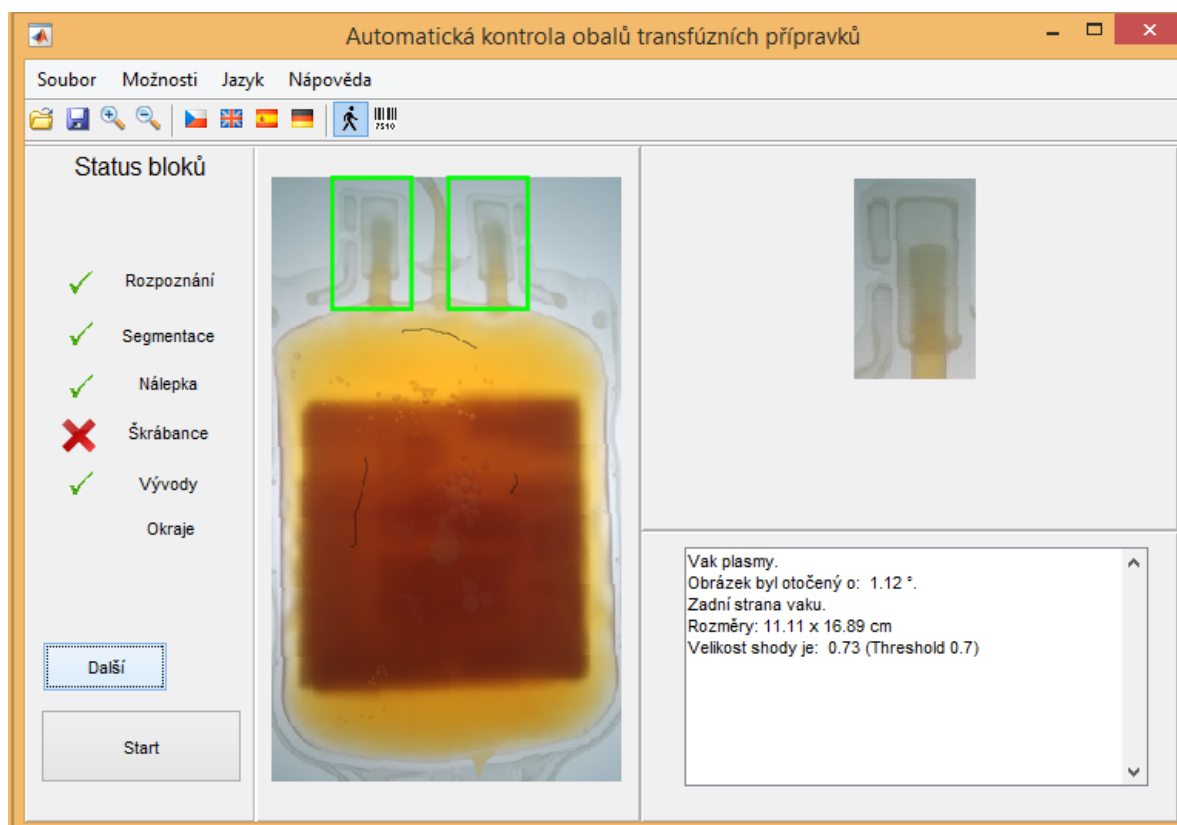 Automatická kontrola obalů transfúzních přípravků
Soubor Možnosti Jazyk Nápověda
7510
Status bloků
Rozpoznání
Segmentace
Nálepka
Škrábance
Vývody
Okraje
Další
Start
Vak plasmy.
Obrázek byl otočený o: 1.12 °.
Zadní strana vaku.
Rozměry: 11.11 x 16.89 cm
Velikost shody je: 0.73 (Threshold 0.7)